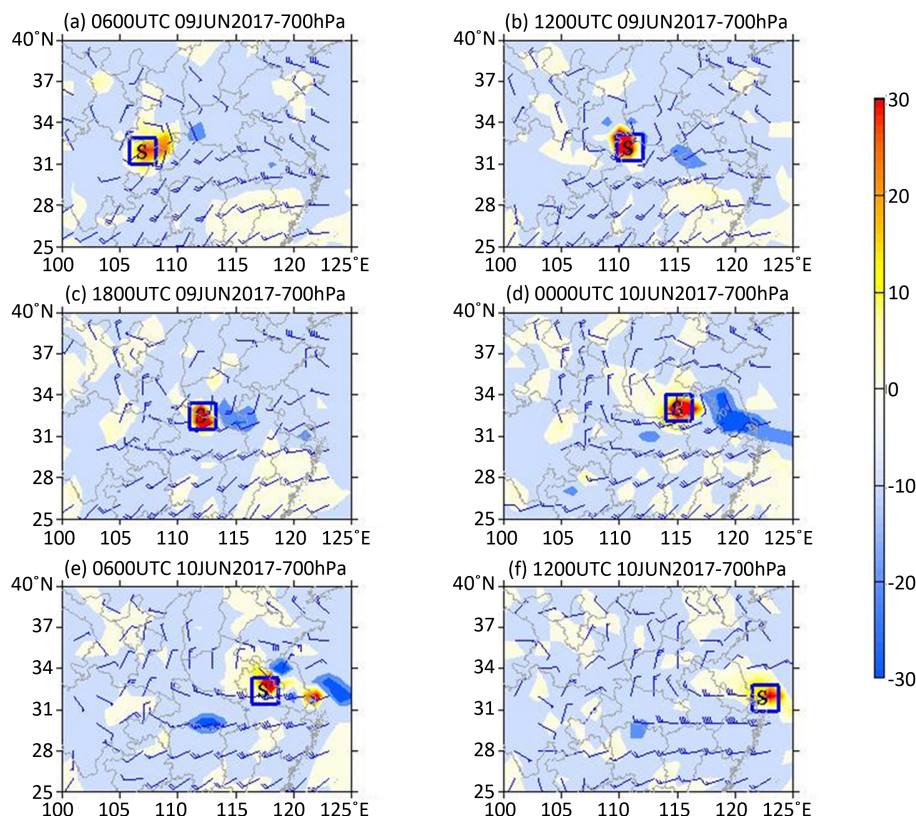 (a) 0600UTC 09JUN2017-700hPa
40°N
37
34
31
28
25
S
100 105 110 115 120 125°E
(b) 1200UTC 09JUN2017-700hPa
40°N
37
34
31
28
25
S
100 105 110 115 120 125°E
(c) 1800UTC 09JUN2017-700hPa
40°N
37
34
31
28
25
100 105 110 115 120 125°E
(d) 0000UTC 10JUN2017-700hPa
40°N
37
34
31
28
25
100 105 110 115 120 125°E
(e) 0600UTC 10JUN2017-700hPa
40°N
37
34
31
28
25
S
100 105 110 115 120 125°E
(f) 1200UTC 10JUN2017-700hPa
40°N
37
34
31
28
25
S
100 105 110 115 120 125°E
30
20
10
0
-10
-20
-30